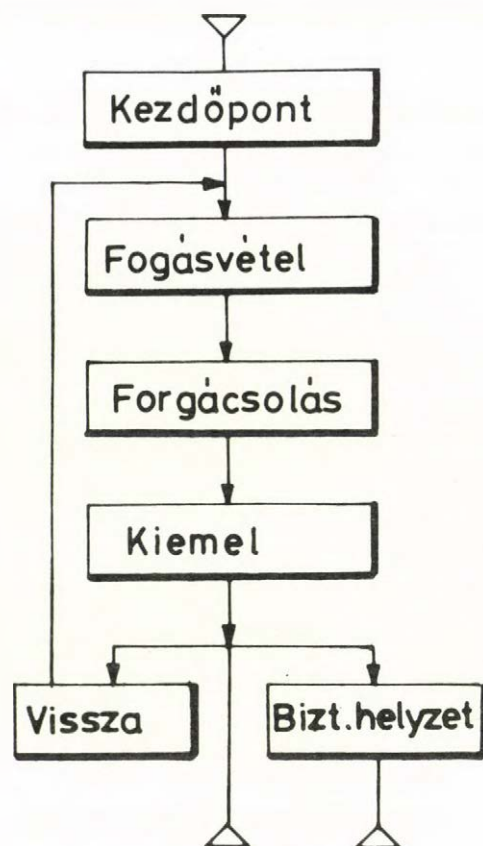 Kezdőpont
Fogásvétel
Forgácsolás
Kiemel
Vissza
Bizt.helyzet